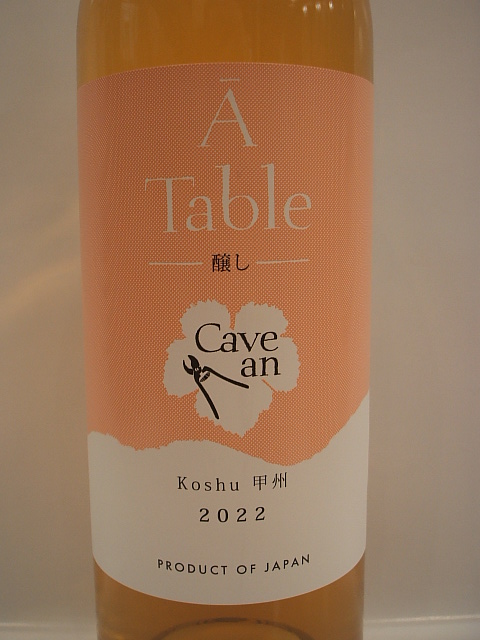 Ā
Table
醸し
Cave
an
Koshu 甲州
2022
PRODUCT OF JAPAN